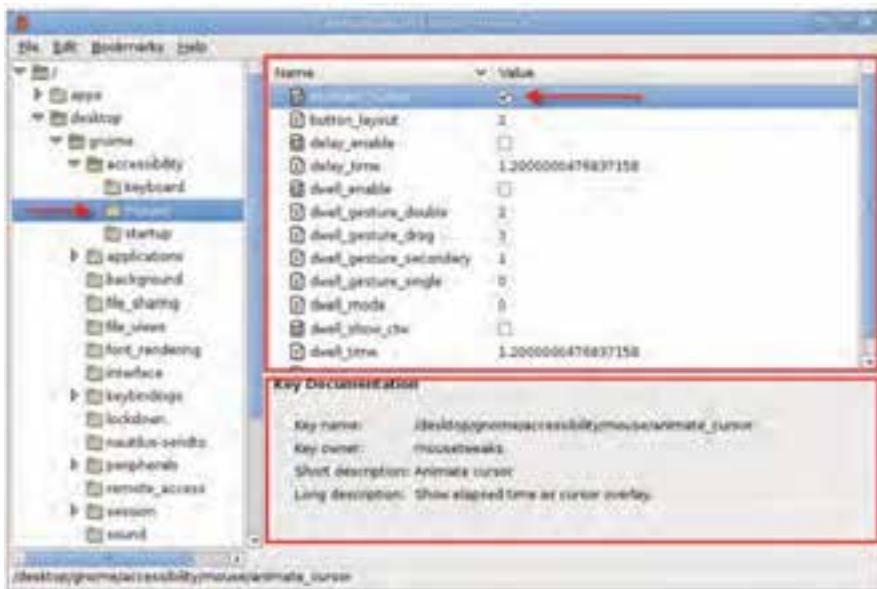 File Edit Bookmarks Help
/
apps
desktop
gnome
accessibility
keyboard
mouse
startup
applications
background
file_sharing
file_views
font_rendering
interface
keybindings
lockdown
nautilus-sendto
peripherals
remote_access
session
sound
Name Value
animate_cursor
button_layout 2
delay_enable
delay_time 1.2000000476837158
dwell_enable
dwell_gesture_double 2
dwell_gesture_drag 3
dwell_gesture_secondary 1
dwell_gesture_single 0
dwell_mode 0
dwell_show_ctw
dwell_time 1.2000000476837158
Key Documentation
Key name: /desktop/gnome/accessibility/mouse/animate_cursor
Key owner: mousetweaks
Short description: Animate cursor
Long description: Show elapsed time as cursor overlay.
/desktop/gnome/accessibility/mouse/animate_cursor